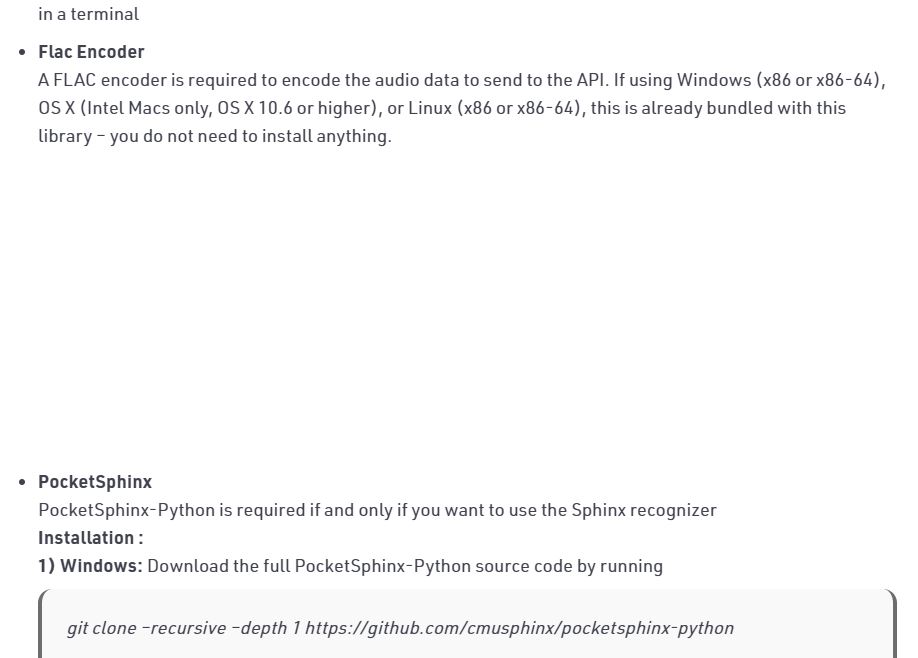 in a terminal
• Flac Encoder
A FLAC encoder is required to encode the audio data to send to the API. If using Windows (x86 or x86-64),
OS X (Intel Macs only, OS X 10.6 or higher), or Linux (x86 or x86-64), this is already bundled with this
library – you do not need to install anything.
• PocketSphinx
PocketSphinx-Python is required if and only if you want to use the Sphinx recognizer
Installation :
1) Windows: Download the full PocketSphinx-Python source code by running
git clone –recursive –depth 1 https://github.com/cmusphinx/pocketsphinx-python